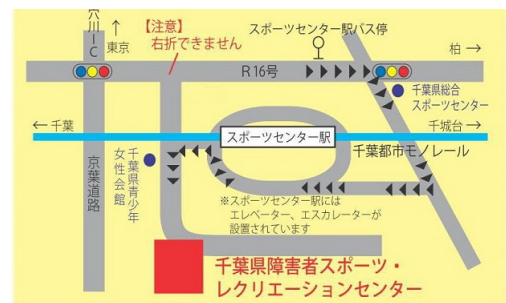 穴川IC
↑
東京
【注意】
右折できません
スポーツセンター駅バス停
柏→
R16号
千葉県総合
スポーツセンター
←千葉
スポーツセンター駅
千城台→
千葉都市モノレール
京葉道路
千葉県青少年
女性会館
※スポーツセンター駅には
エレベーター、エスカレーターが
設置されています
千葉県障害者スポーツ・
レクリエーションセンター